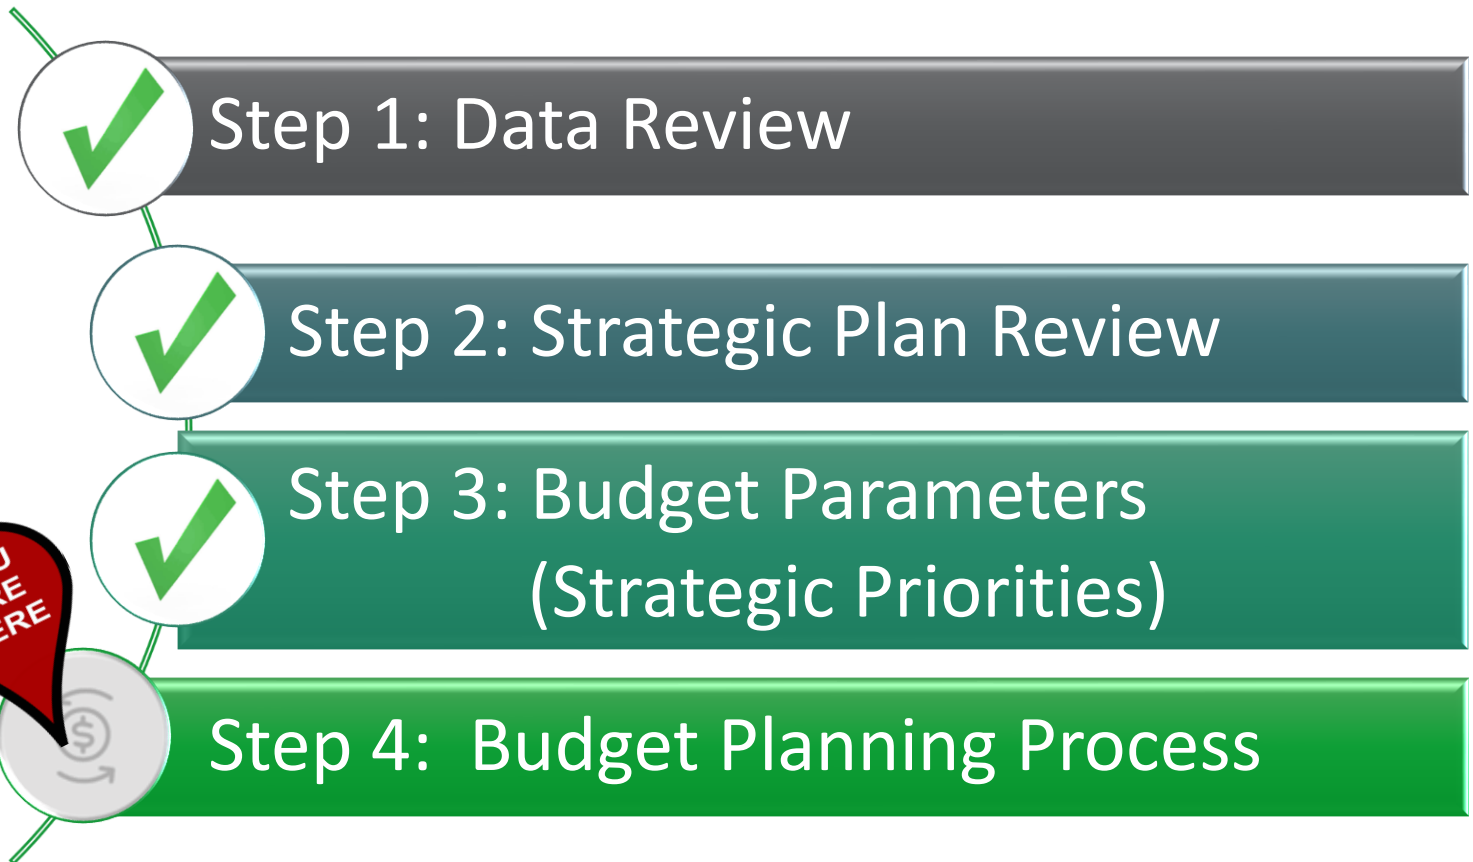 Step 1: Data Review
Step 2: Strategic Plan Review
Step 3: Budget Parameters
(Strategic Priorities)
Step 4: Budget Planning Process
$